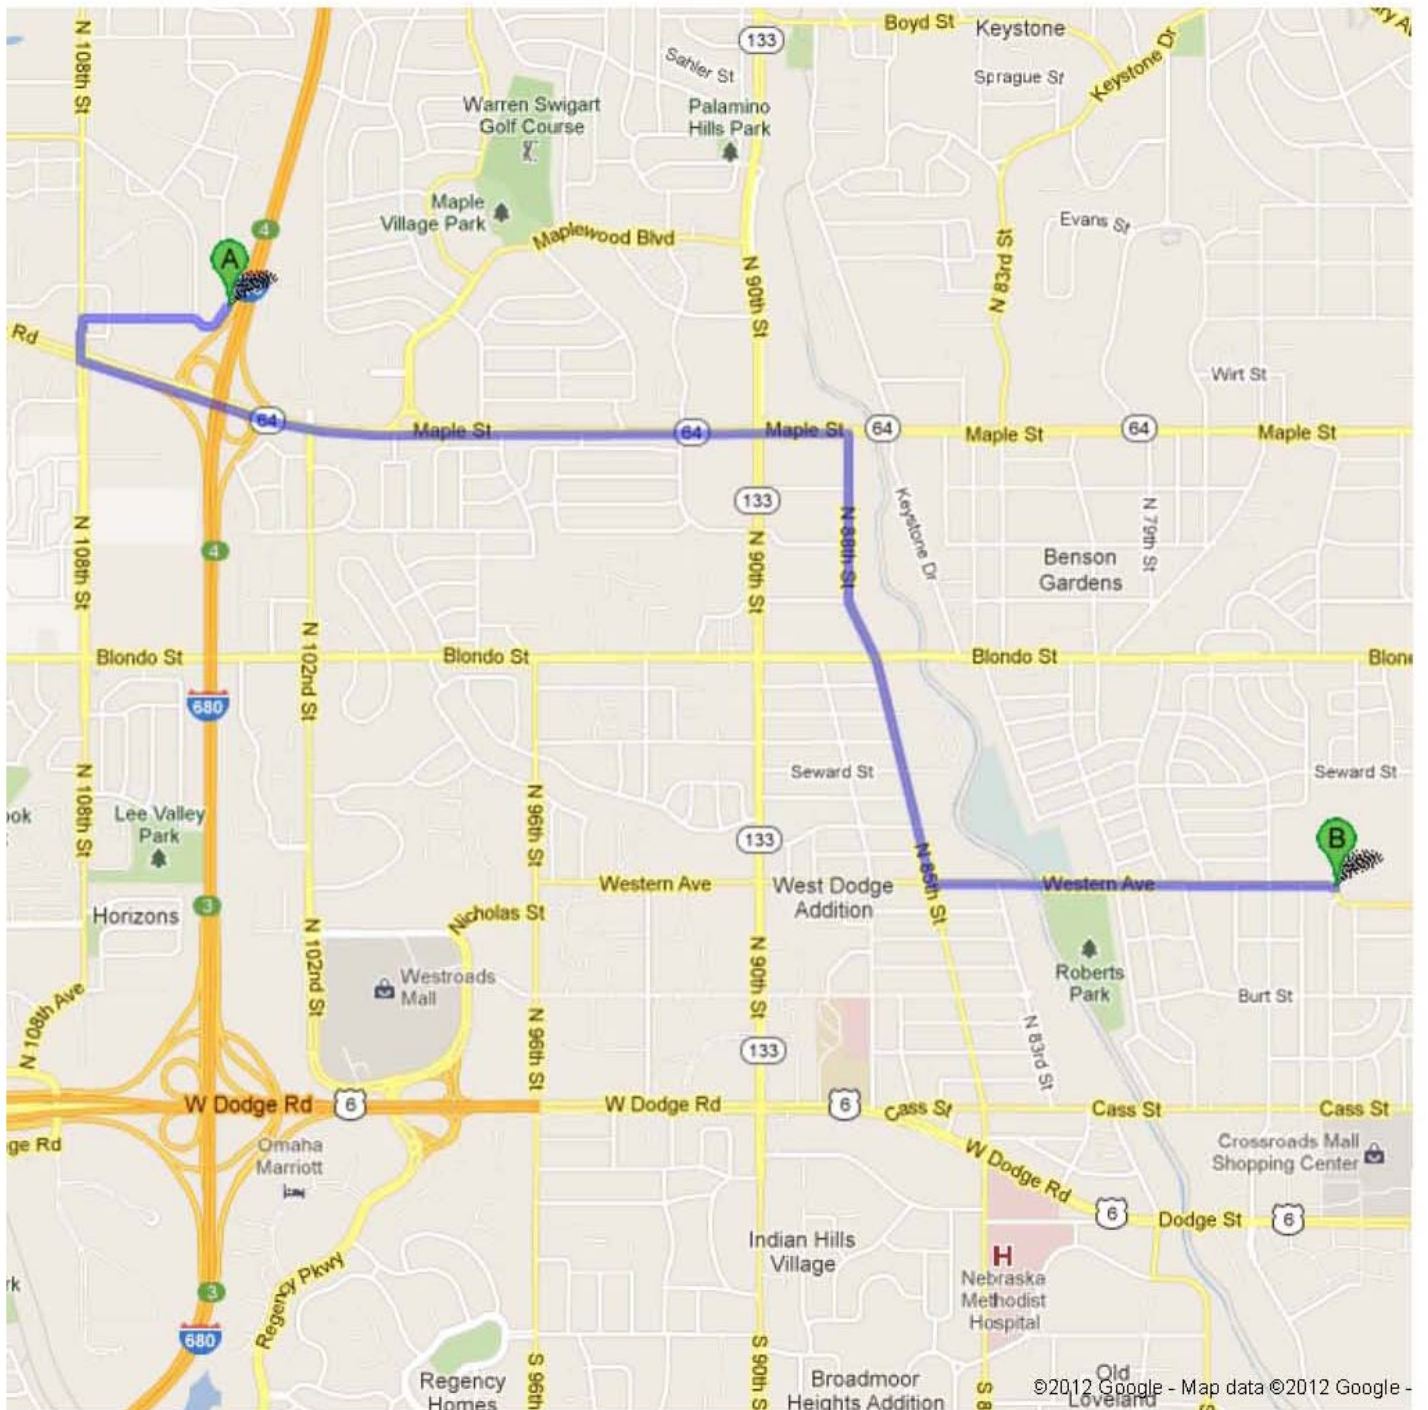 N 108th St
133
Boyd St
Keystone
Sahler St
Sprague St
Keystone Dr
Warren Swigart
Golf Course
Palamino
Hills Park
Maple
Village Park
Maplewood Blvd
Evans St
4
A
N 90th St
N 83rd St
Rd
Wirt St
64
Maple St
64
Maple St
64
Maple St
64
Maple St
133
N 108th St
N 88th St
Keystone Dr
N 79th St
4
N 90th St
Benson
Gardens
Blondo St
N 102nd St
Blondo St
Blondo St
680
N 108th St
Seward St
Seward St
Lee Valley
Park
N 96th St
133
B
N 85th St
Western Ave
West Dodge
Addition
Western Ave
3
Horizons
Nicholas St
N 102nd St
N 90th St
Westroads
Mall
Roberts
Park
Burt St
N 108th Ave
N 96th St
N 83rd St
133
W Dodge Rd
6
W Dodge Rd
6
Cass St
Cass St
Cass St
ge Rd
Omaha
Marriott
W Dodge Rd
Crossroads Mall
Shopping Center
6
Dodge St
6
Indian Hills
Village
H
Nebraska
Methodist
Hospital
rk
3
Regency Pkwy
680
S 96th
S 90th S
S 8
Regency
Homes
Broadmoor
Heights Addition
Old
Loveland
©2012 Google - Map data ©2012 Google -